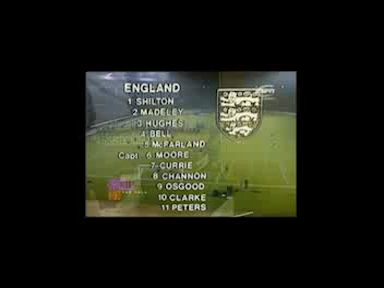 ENGLAND
ESPN
1 SHILTON
2 MADELEY
3 HUGHES
4 BELL
5 McFARLAND
Capt 6 MOORE
7 CURRIE
8 CHANNON
9 OSGOOD
10 CLARKE
11 PETERS